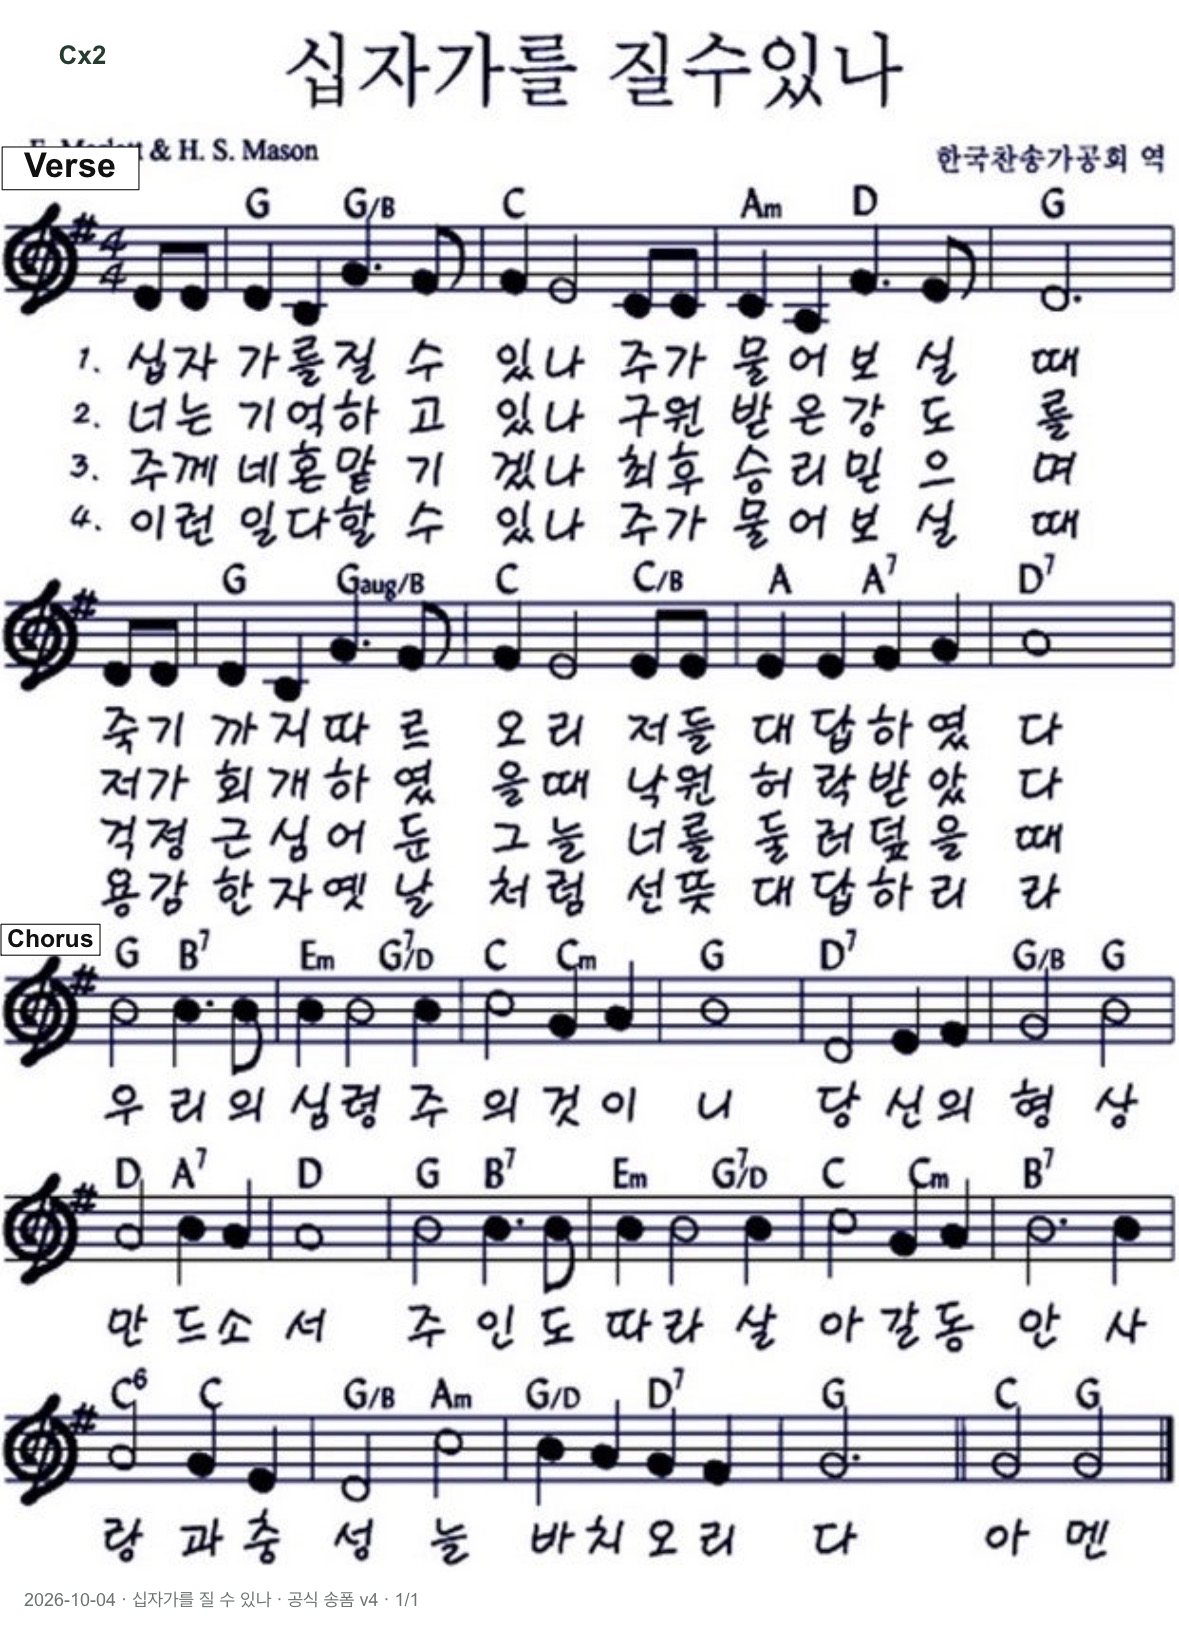 Cx2
십자가를 질수있나
& H. S. Mason
한국찬송가공회 역
Verse
G G/B C Am D G
1. 십자 가를질 수 있나 주가 물어보 실 때
2. 너는 기억하 고 있나 구원 받은강 도 를
3. 주께 네혼맡 기 겠나 최후 승리믿 으 며
4. 이런 일다할 수 있나 주가 물어보 실 때
G Gaug/B C C/B A A7 D7
죽기 까지따 르 오리 저들 대답하였 다
저가 회개하 였 을때 낙원 허락받았 다
걱정 근심어 둔 그늘 너를 둘러덮을 때
용감 한자옛 날 처럼 선뜻 대답하리 라
Chorus
G B7 Em G7/D C Cm G D7 G/B G
우 리의 심령 주 의 것이 니 당 신의 형 상
D A7 D G B7 Em G7/D C Cm B7
만 드소 서 주 인도 따라 살 아 갈동 안 사
C6 C G/B Am G/D D7 G C G
랑 과충 성 늘 바치오리 다 아 멘
2026-10-04 · 십자가를 질 수 있나 · 공식 송폼 v4 · 1/1